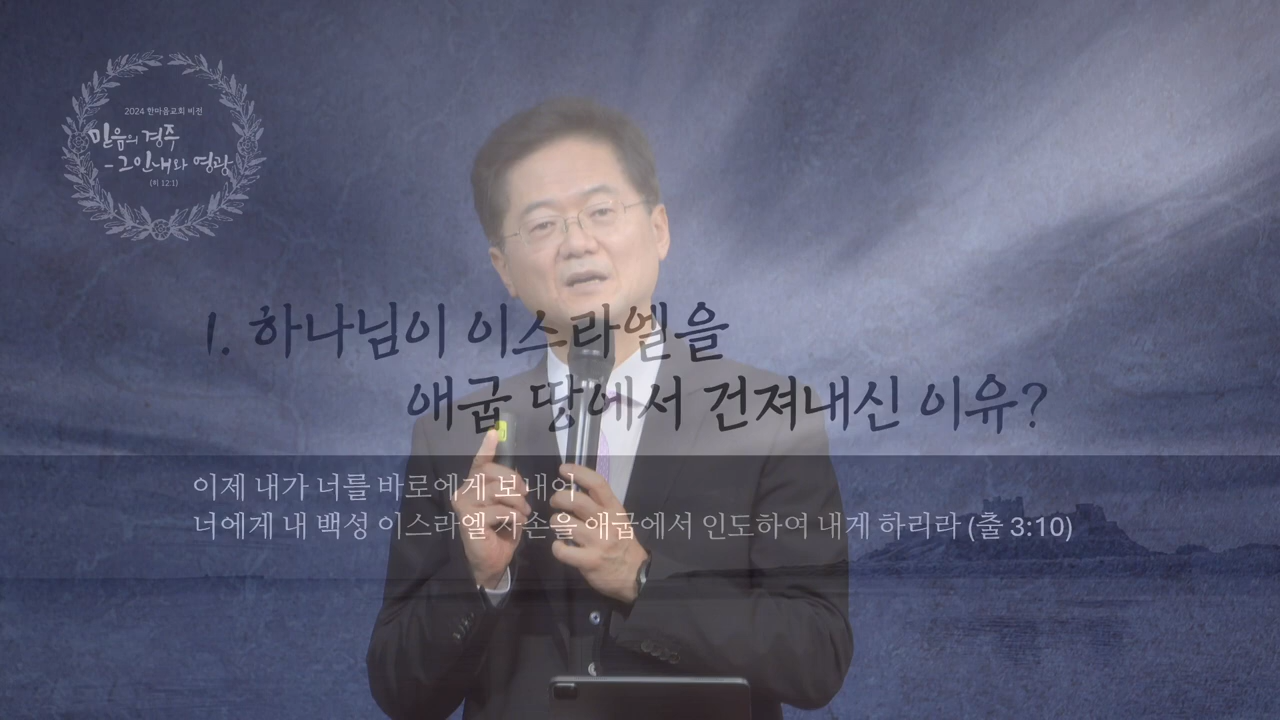 2024 한마음교회 비전
믿음의 경주
- 그 인내와 영광
(히 12:1)
1. 하나님이 이스라엘을
애굽 땅에서 건져내신 이유?
이제 내가 너를 바로에게 보내어
너에게 내 백성 이스라엘 자손을 애굽에서 인도하여 내게 하리라 (출 3:10)